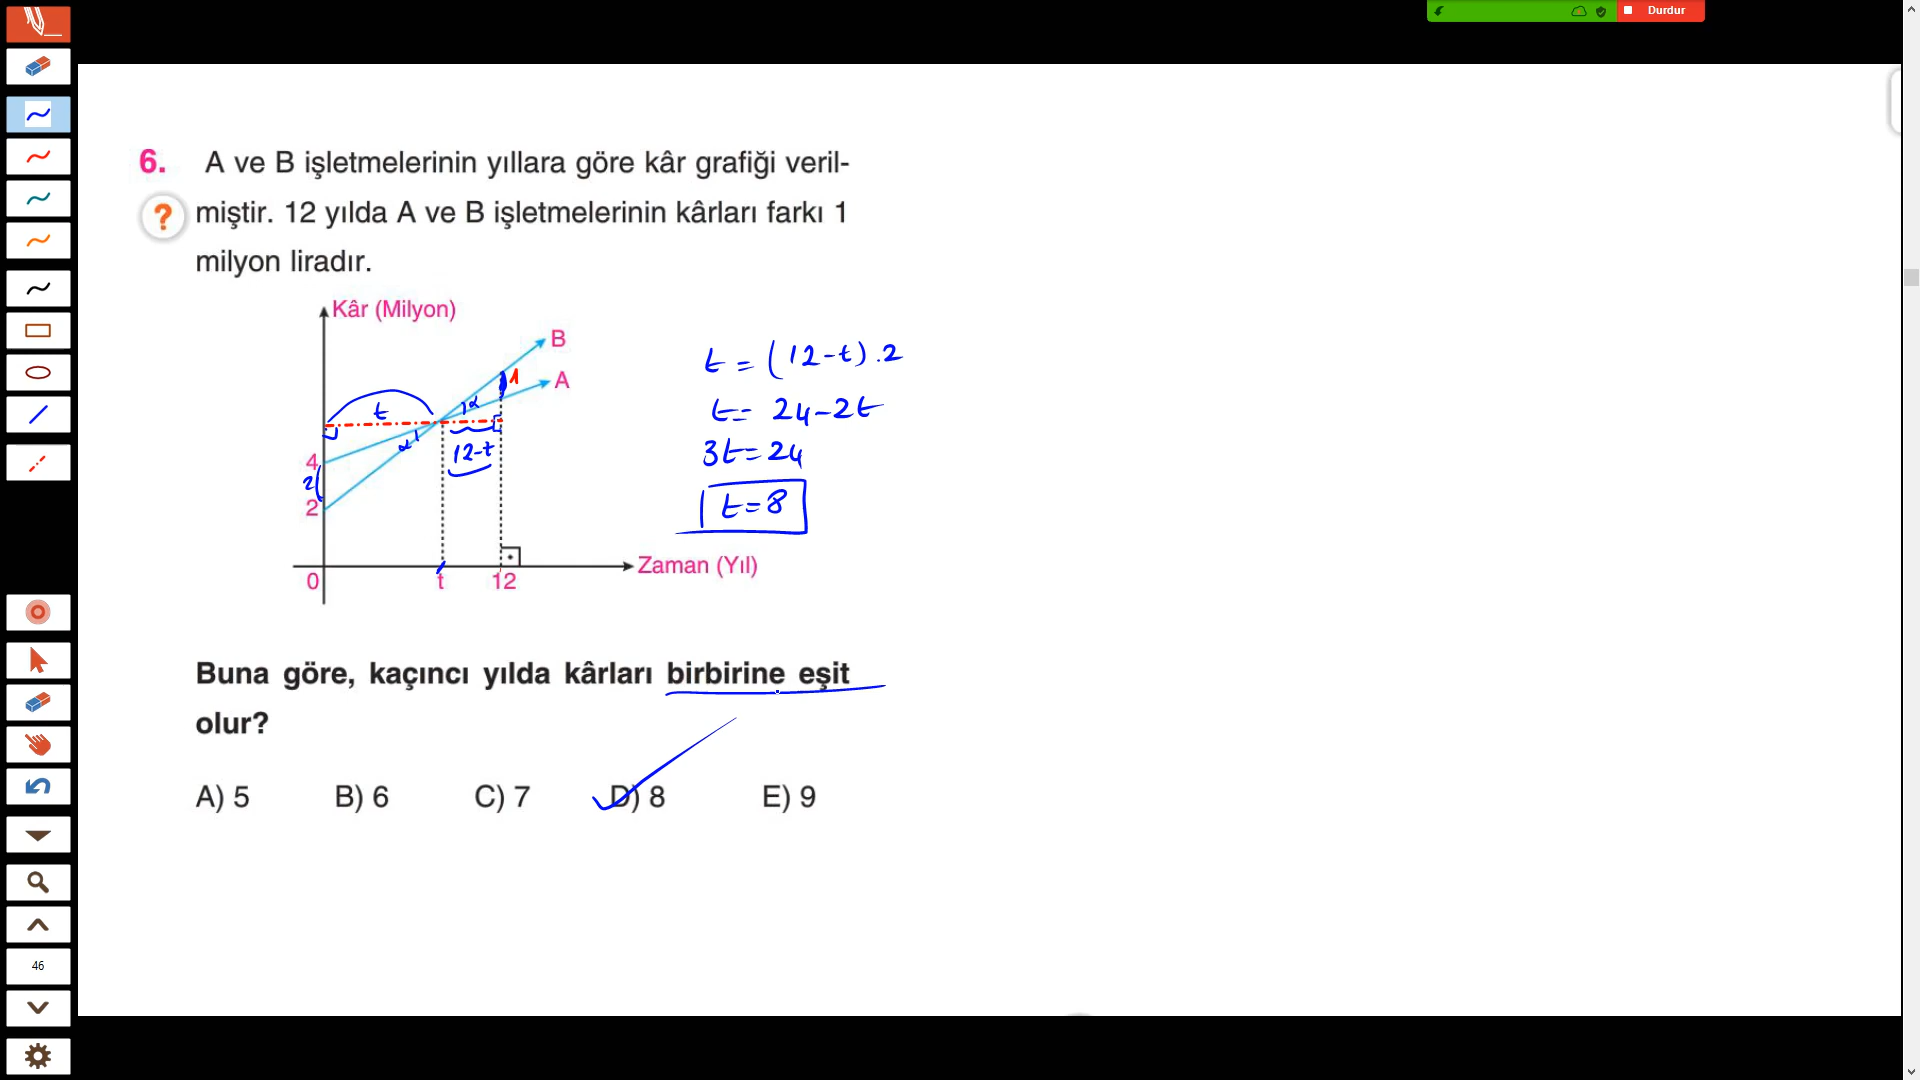 Durdur
6. A ve B işletmelerinin yıllara göre kâr grafiği veril-
? miştir. 12 yılda A ve B işletmelerinin kârları farkı 1
milyon liradır.
Kâr (Milyon)
B
1
A
α
t
α
12-t
4
2
2
0
t
12
Zaman (Yıl)
t = (12-t).2
t = 24-2t
3t=24
t=8
Buna göre, kaçıncı yılda kârları birbirine eşit
olur?
A) 5 B) 6 C) 7 D) 8 E) 9
46